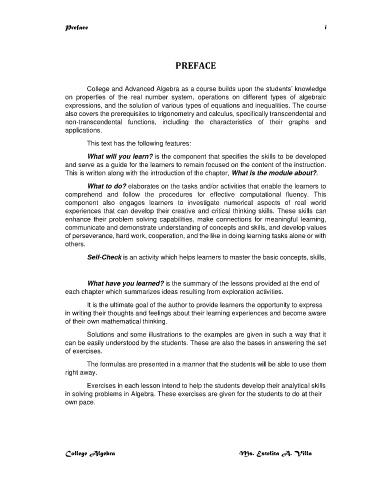 Preface i
PREFACE
College and Advanced Algebra as a course builds upon the students' knowledge
on properties of the real number system, operations on different types of algebraic
expressions, and the solution of various types of equations and inequalities. The course
also covers the prerequisites to trigonometry and calculus, specifically transcendental and
non-transcendental functions, including the characteristics of their graphs and
applications.
This text has the following features:
What will you learn? is the component that specifies the skills to be developed
and serve as a guide for the learners to remain focused on the content of the instruction.
This is written along with the introduction of the chapter, What is the module about?.
What to do? elaborates on the tasks and/or activities that enable the learners to
comprehend and follow the procedures for effective computational fluency. This
component also engages learners to investigate numerical aspects of real world
experiences that can develop their creative and critical thinking skills. These skills can
enhance their problem solving capabilities, make connections for meaningful learning,
communicate and demonstrate understanding of concepts and skills, and develop values
of perseverance, hard work, cooperation, and the like in doing learning tasks alone or with
others.
Self-Check is an activity which helps learners to master the basic concepts, skills,
What have you learned? is the summary of the lessons provided at the end of
each chapter which summarizes ideas resulting from exploration activities.
It is the ultimate goal of the author to provide learners the opportunity to express
in writing their thoughts and feelings about their learning experiences and become aware
of their own mathematical thinking.
Solutions and some illustrations to the examples are given in such a way that it
can be easily understood by the students. These are also the bases in answering the set
of exercises.
The formulas are presented in a manner that the students will be able to use them
right away.
Exercises in each lesson intend to help the students develop their analytical skills
in solving problems in Algebra. These exercises are given for the students to do at their
own pace.
College Algebra Ms. Estelita A. Villa